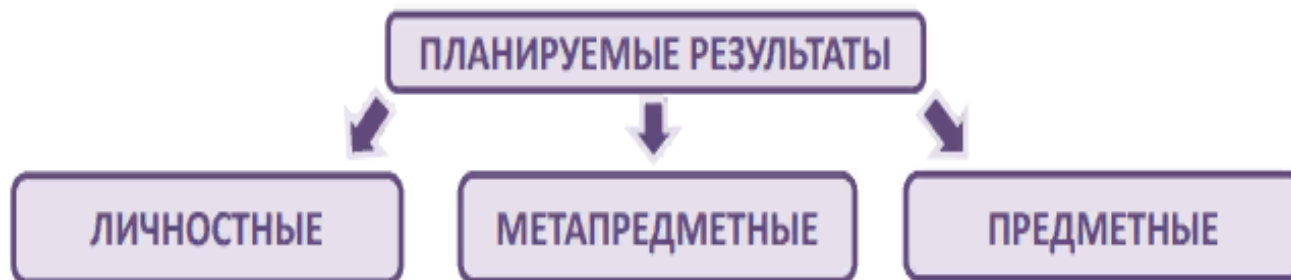 ПЛАНИРУЕМЫЕ РЕЗУЛЬТАТЫ
ЛИЧНОСТНЫЕ
МЕТАПРЕДМЕТНЫЕ
ПРЕДМЕТНЫЕ